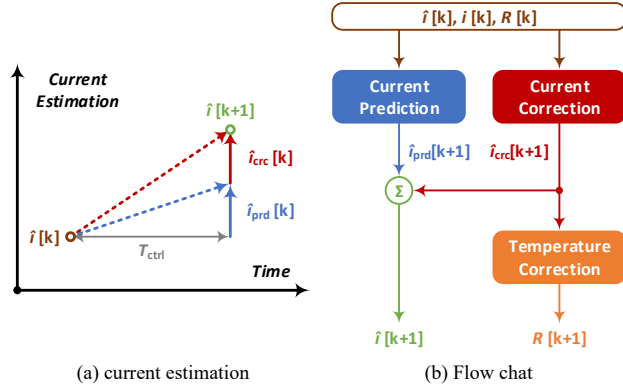 Current
Estimation
î [k+1]
î_crc [k]
î_prd [k]
î [k]
T_ctrl
Time
(a) current estimation
î [k], i [k], R [k]
Current
Prediction
Current
Correction
î_prd[k+1]
î_crc[k+1]
Σ
Temperature
Correction
î [k+1]
R [k+1]
(b) Flow chat